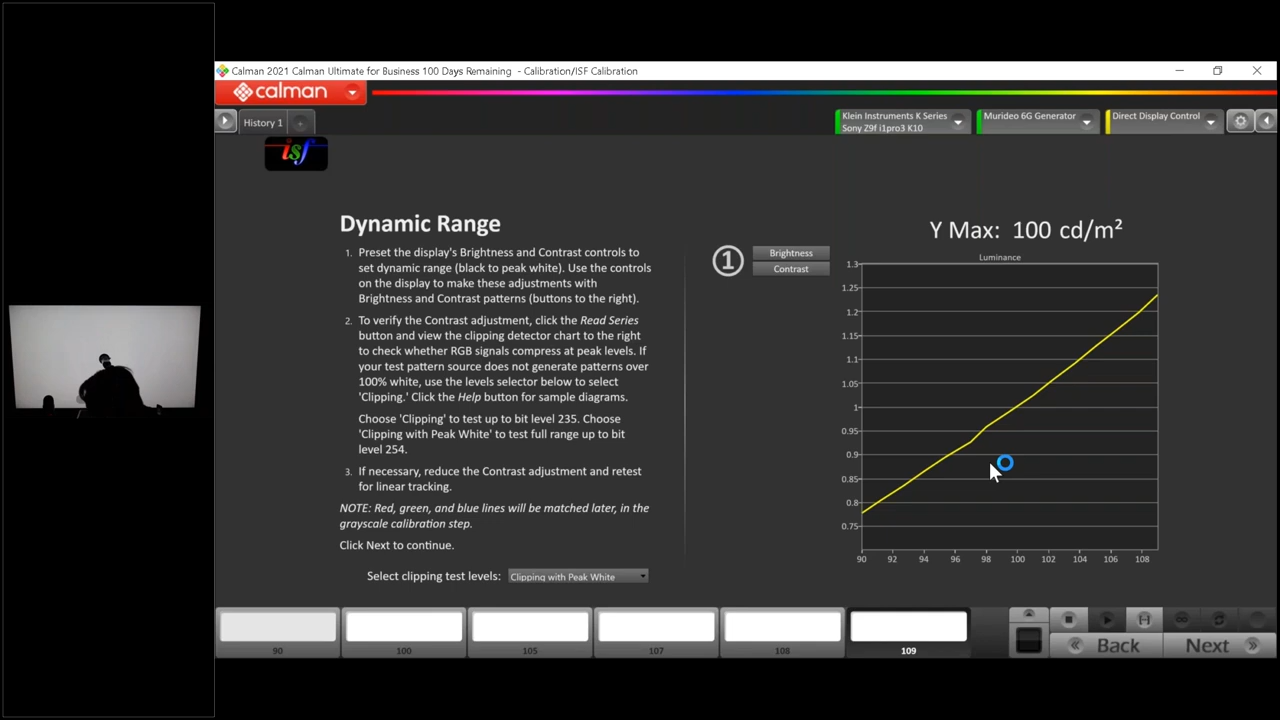 Calman 2021 Calman Ultimate for Business 100 Days Remaining  - Calibration/ISF Calibration
calman
History 1
+
Klein Instruments K Series
Sony Z9f i1pro3 K10
Murideo 6G Generator
Direct Display Control
isf
Dynamic Range
1. Preset the display's Brightness and Contrast controls to
set dynamic range (black to peak white). Use the controls
on the display to make these adjustments with
Brightness and Contrast patterns (buttons to the right).
2. To verify the Contrast adjustment, click the Read Series
button and view the clipping detector chart to the right
to check whether RGB signals compress at peak levels. If
your test pattern source does not generate patterns over
100% white, use the levels selector below to select
'Clipping.' Click the Help button for sample diagrams.
Choose 'Clipping' to test up to bit level 235. Choose
'Clipping with Peak White' to test full range up to bit
level 254.
3. If necessary, reduce the Contrast adjustment and retest
for linear tracking.
NOTE: Red, green, and blue lines will be matched later, in the
grayscale calibration step.
Click Next to continue.
Select clipping test levels: Clipping with Peak White
1
Brightness
Contrast
Y Max: 100 cd/m²
Luminance
1.3
1.25
1.2
1.15
1.1
1.05
1
0.95
0.9
0.85
0.8
0.75
90 92 94 96 98 100 102 104 106 108
90 100 105 107 108 109
Back
Next